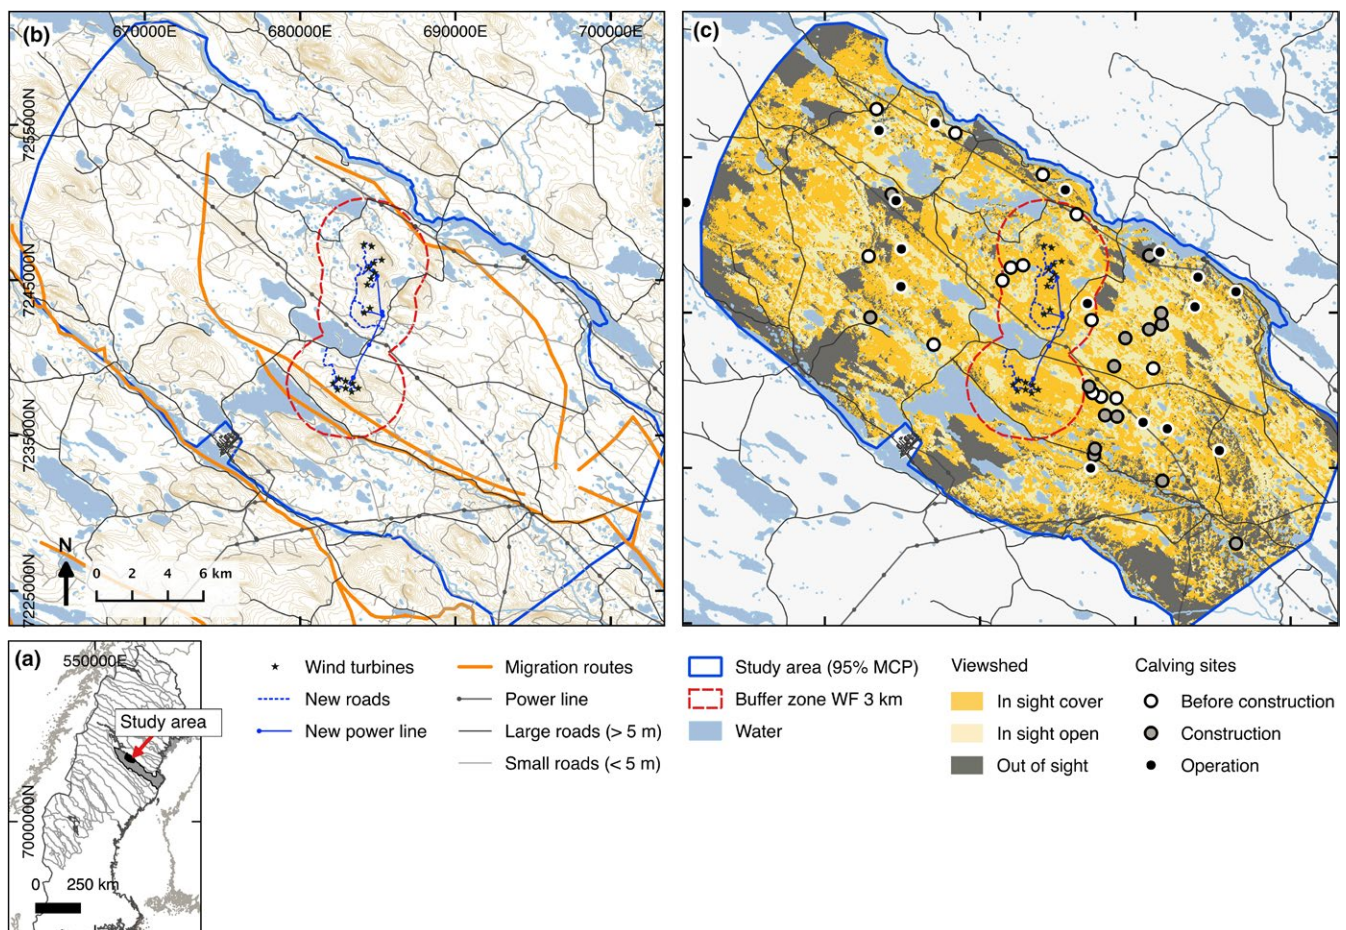 (b)
670000E
680000E
690000E
700000E
7255000N
7245000N
7235000N
7225000N
N
0 2 4 6 km
(c)
(a)
550000E
Study area
7000000N
0 250 km
Wind turbines
New roads
New power line
Migration routes
Power line
Large roads (> 5 m)
Small roads (< 5 m)
Study area (95% MCP)
Buffer zone WF 3 km
Water
Viewshed
In sight cover
In sight open
Out of sight
Calving sites
Before construction
Construction
Operation